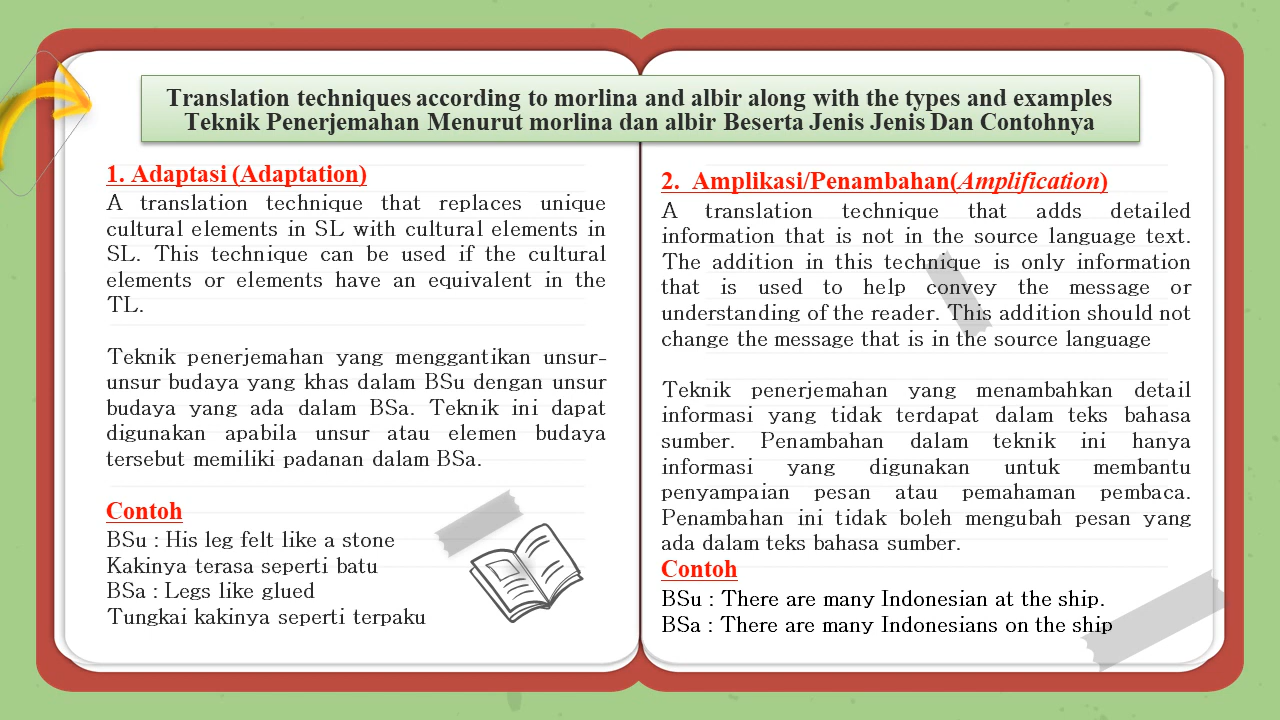 Translation techniques according to morlina and albir along with the types and examples
Teknik Penerjemahan Menurut morlina dan albir Beserta Jenis Jenis Dan Contohnya
1. Adaptasi (Adaptation)
A translation technique that replaces unique
cultural elements in SL with cultural elements in
SL. This technique can be used if the cultural
elements or elements have an equivalent in the
TL.
Teknik penerjemahan yang menggantikan unsur-
unsur budaya yang khas dalam BSu dengan unsur
budaya yang ada dalam BSa. Teknik ini dapat
digunakan apabila unsur atau elemen budaya
tersebut memiliki padanan dalam BSa.
Contoh
BSu : His leg felt like a stone
Kakinya terasa seperti batu
BSa : Legs like glued
Tungkai kakinya seperti terpaku
2. Amplikasi/Penambahan(Amplification)
A translation technique that adds detailed
information that is not in the source language text.
The addition in this technique is only information
that is used to help convey the message or
understanding of the reader. This addition should not
change the message that is in the source language
Teknik penerjemahan yang menambahkan detail
informasi yang tidak terdapat dalam teks bahasa
sumber. Penambahan dalam teknik ini hanya
informasi yang digunakan untuk membantu
penyampaian pesan atau pemahaman pembaca.
Penambahan ini tidak boleh mengubah pesan yang
ada dalam teks bahasa sumber.
Contoh
BSu : There are many Indonesian at the ship.
BSa : There are many Indonesians on the ship